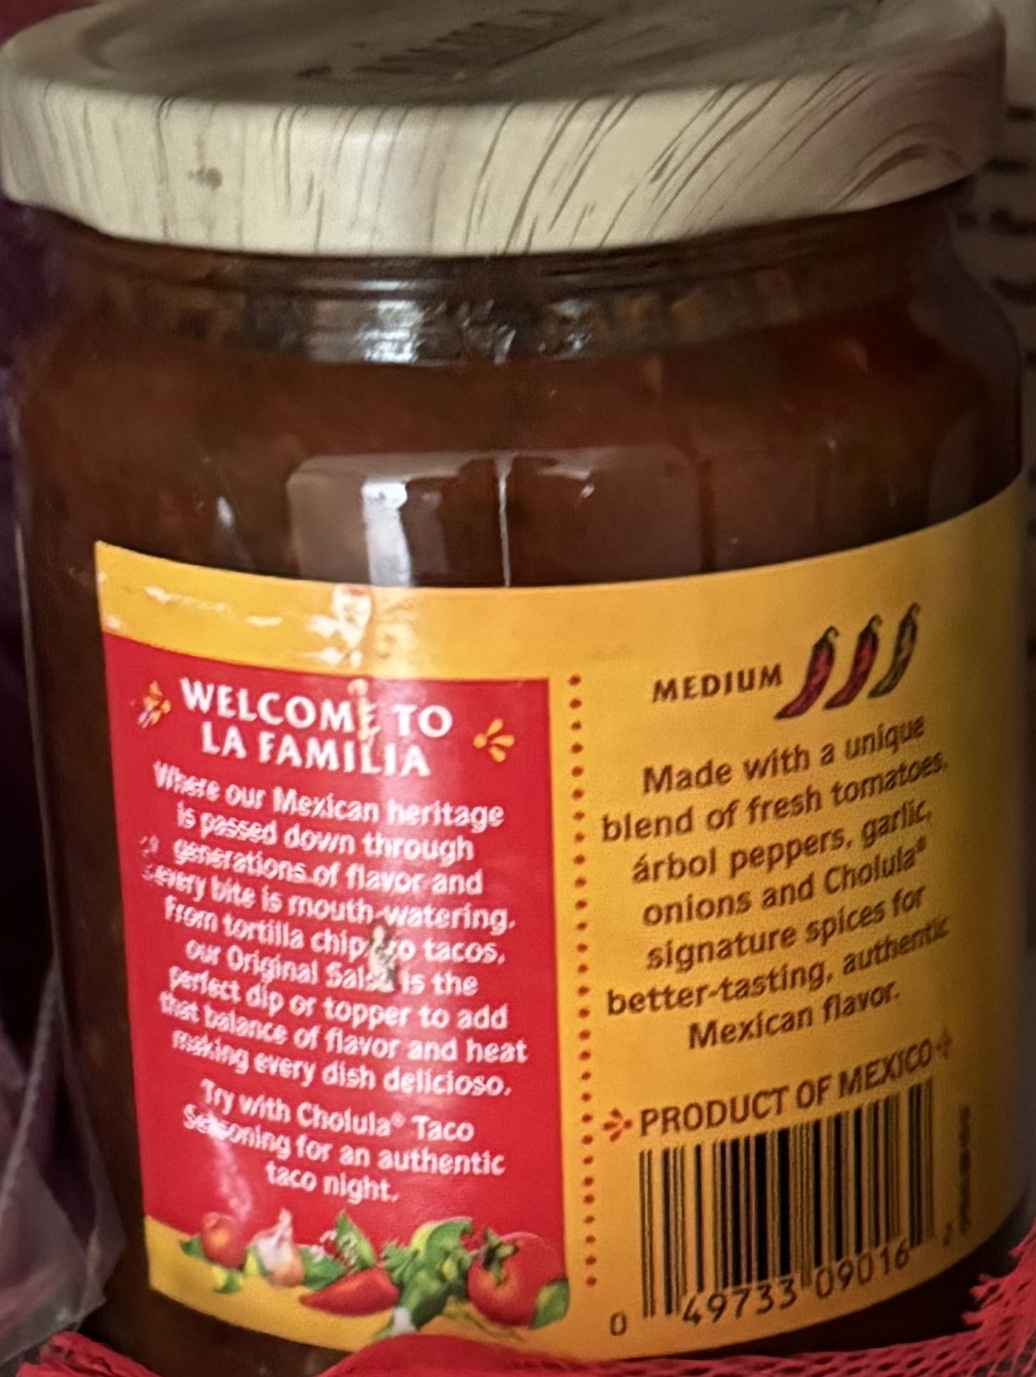 WELCOME TO
LA FAMILIA
Where our Mexican heritage
is passed down through
generations of flavor and
every bite is mouth-watering.
From tortilla chips to tacos,
our Original Salsa is the
perfect dip or topper to add
that balance of flavor and heat
making every dish delicioso.
Try with Cholula® Taco
Seasoning for an authentic
taco night.
MEDIUM
Made with a unique
blend of fresh tomatoes,
árbol peppers, garlic,
onions and Cholula®
signature spices for
better-tasting, authentic
Mexican flavor.
PRODUCT OF MEXICO
0 49733 09016 2